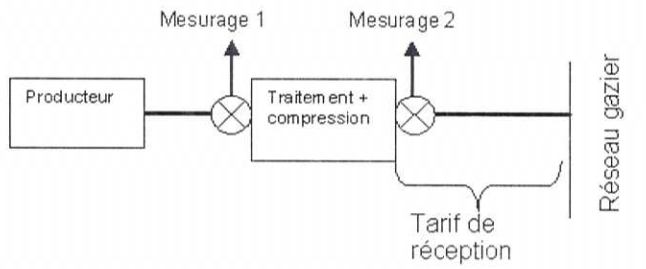 Mesurage 1
Mesurage 2
Producteur
Traitement +
compression
Tarif de
réception
Réseau gazier